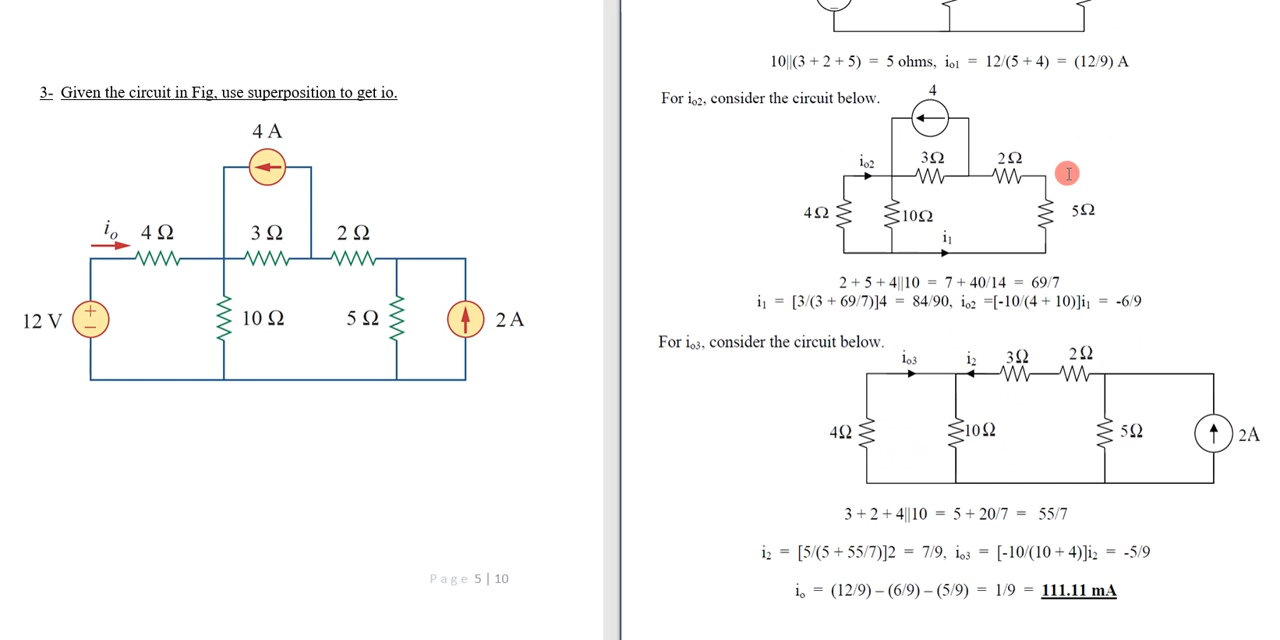 3- Given the circuit in Fig, use superposition to get io.
4 A
io 4 Ω 3 Ω 2 Ω
12 V + − 10 Ω 5 Ω 2 A
Page 5 | 10
10||(3 + 2 + 5) = 5 ohms, io1 = 12/(5 + 4) = (12/9) A
For io2, consider the circuit below.
4
io2 3Ω 2Ω
4Ω 10Ω 5Ω
i1
2 + 5 + 4||10 = 7 + 40/14 = 69/7
i1 = [3/(3 + 69/7)]4 = 84/90, io2 =[-10/(4 + 10)]i1 = -6/9
For io3, consider the circuit below.
io3 i2 3Ω 2Ω
4Ω 10Ω 5Ω 2A
3 + 2 + 4||10 = 5 + 20/7 = 55/7
i2 = [5/(5 + 55/7)]2 = 7/9, io3 = [-10/(10 + 4)]i2 = -5/9
io = (12/9) – (6/9) – (5/9) = 1/9 = 111.11 mA